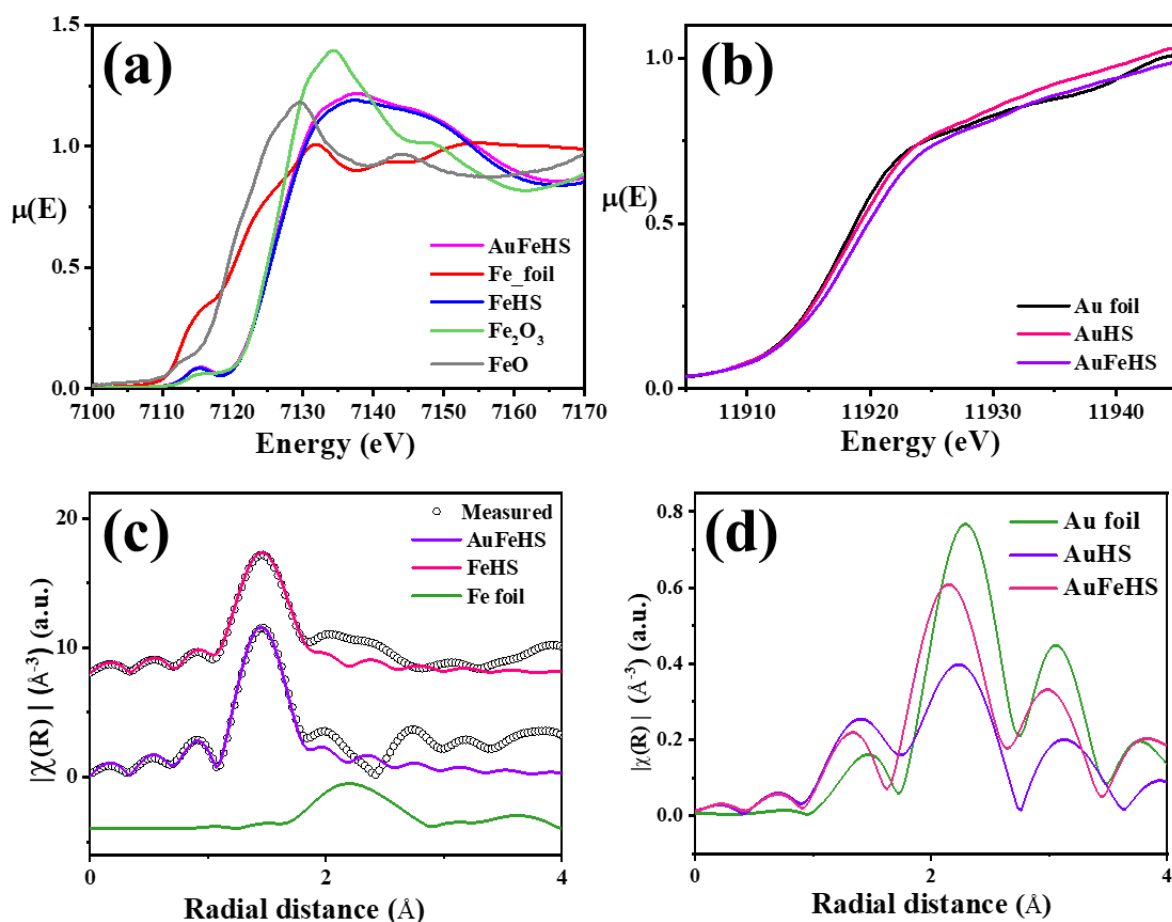 (a)
1.5
1.0
0.5
0.0
μ(E)
AuFeHS
Fe_foil
FeHS
Fe₂O₃
FeO
7100 7110 7120 7130 7140 7150 7160 7170
Energy (eV)
(b)
1.0
0.5
0.0
μ(E)
Au foil
AuHS
AuFeHS
11910 11920 11930 11940
Energy (eV)
(c)
20
10
0
|χ(R) | (Å⁻³) (a.u.)
Measured
AuFeHS
FeHS
Fe foil
0 2 4
Radial distance (Å)
(d)
0.8
0.6
0.4
0.2
0.0
|χ(R) | (Å⁻³) (a.u.)
Au foil
AuHS
AuFeHS
0 2 4
Radial distance (Å)